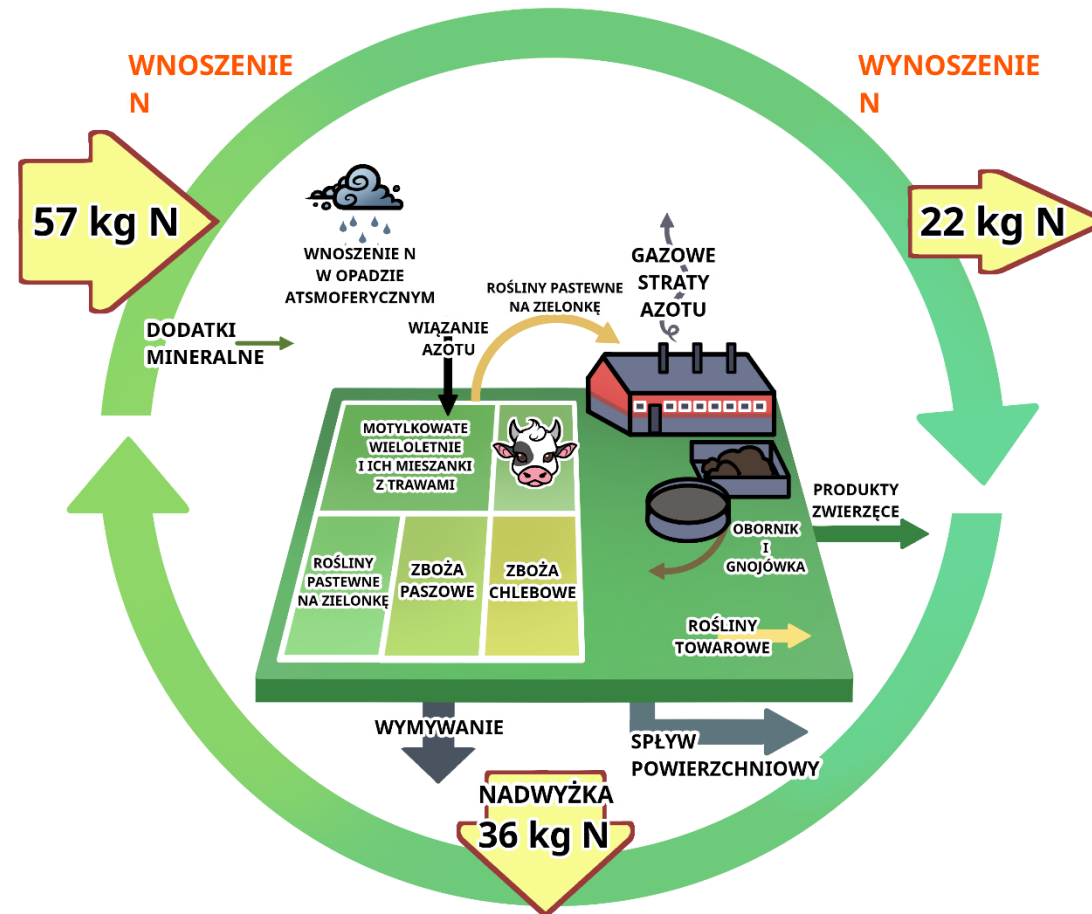 WNOSZENIE
N
WYNOSZENIE
N
57 kg N
22 kg N
WNOSZENIE N
W OPADZIE
ATSMOFERYCZNYM
GAZOWE
STRATY
AZOTU
ROŚLINY PASTEWNE
NA ZIELONKĘ
DODATKI
MINERALNE
WIĄZANIE
AZOTU
MOTYLKOWATE
WIELOLETNIE
I ICH MIESZANKI
Z TRAWAMI
PRODUKTY
ZWIERZĘCE
OBORNIK
I
GNOJÓWKA
ROŚLINY
PASTEWNE
NA ZIELONKĘ
ZBOŻA
PASZOWE
ZBOŻA
CHLEBOWE
ROŚLINY
TOWAROWE
WYMYWANIE
SPŁYW
POWIERZCHNIOWY
NADWYŻKA
36 kg N